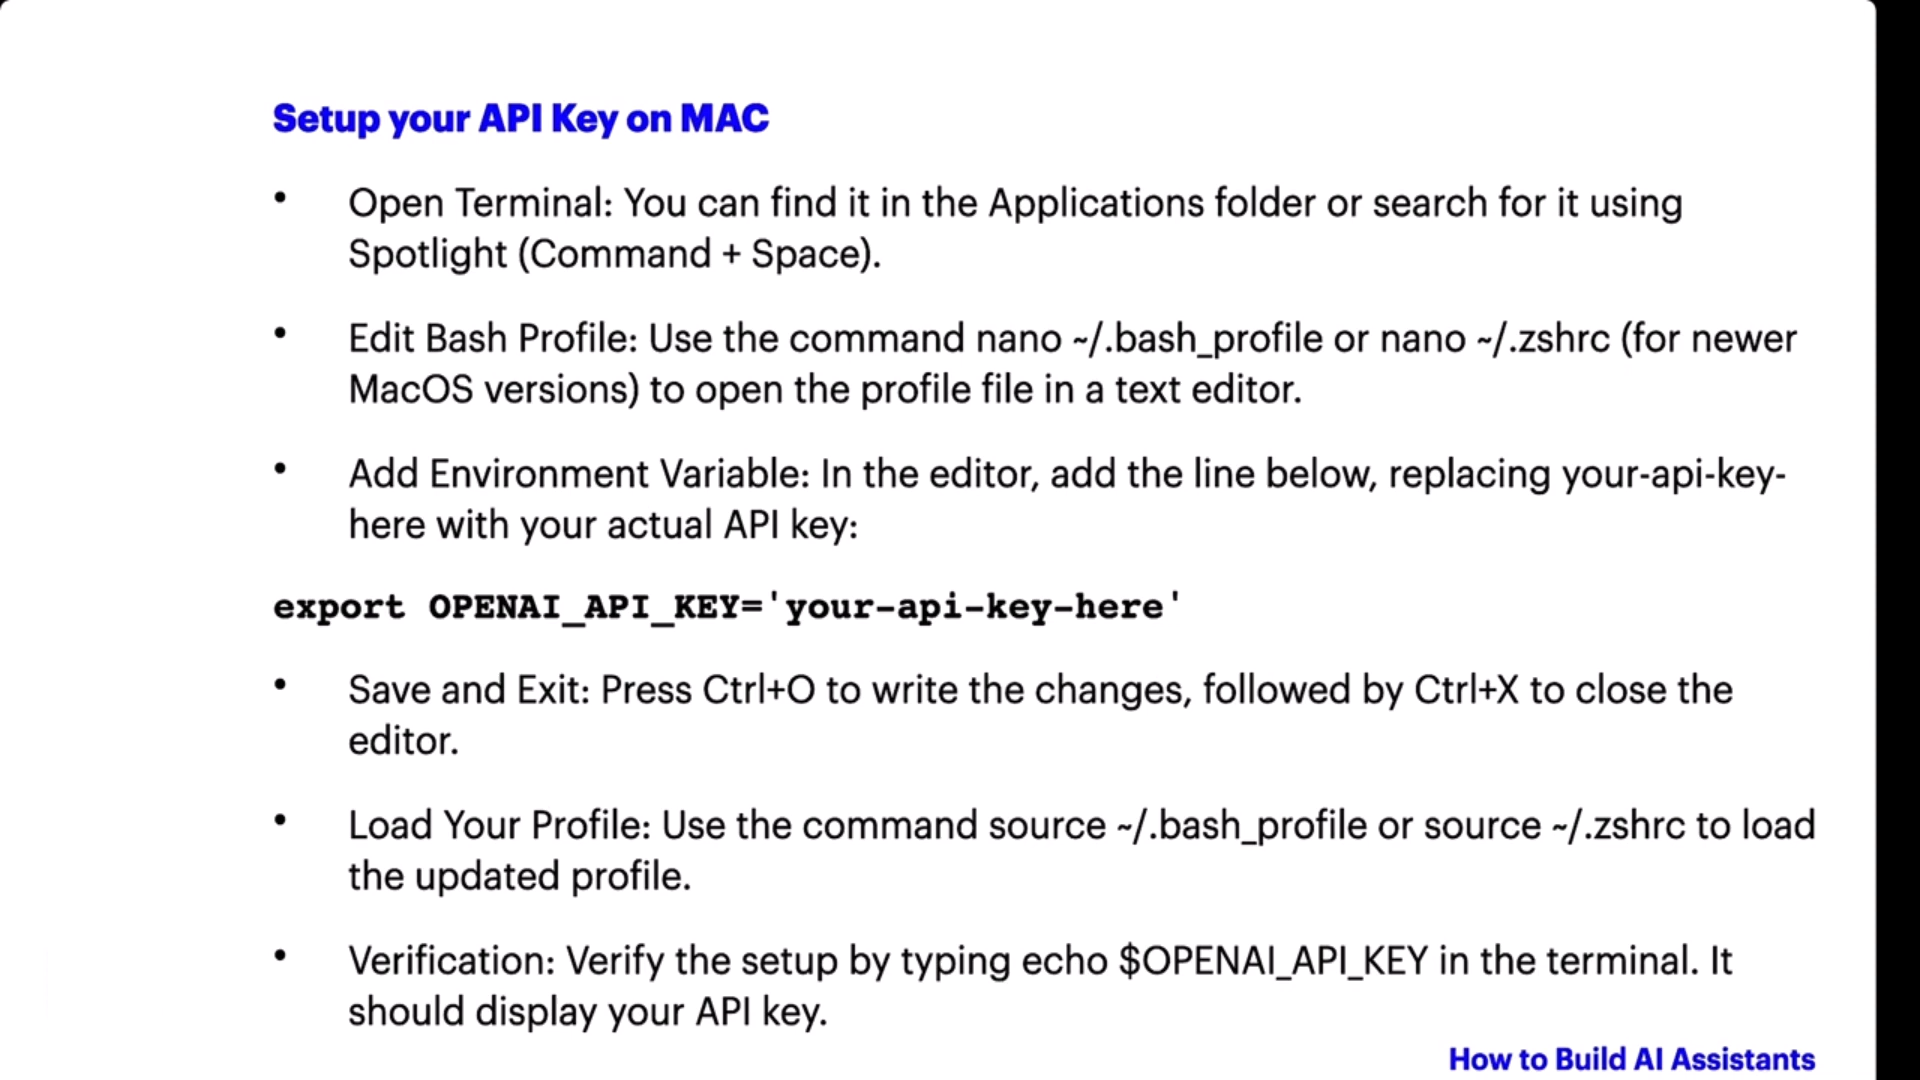 Setup your API Key on MAC
• Open Terminal: You can find it in the Applications folder or search for it using
Spotlight (Command + Space).
• Edit Bash Profile: Use the command nano ~/.bash_profile or nano ~/.zshrc (for newer
MacOS versions) to open the profile file in a text editor.
• Add Environment Variable: In the editor, add the line below, replacing your-api-key-
here with your actual API key:
export OPENAI_API_KEY='your-api-key-here'
• Save and Exit: Press Ctrl+O to write the changes, followed by Ctrl+X to close the
editor.
• Load Your Profile: Use the command source ~/.bash_profile or source ~/.zshrc to load
the updated profile.
• Verification: Verify the setup by typing echo $OPENAI_API_KEY in the terminal. It
should display your API key.
How to Build AI Assistants